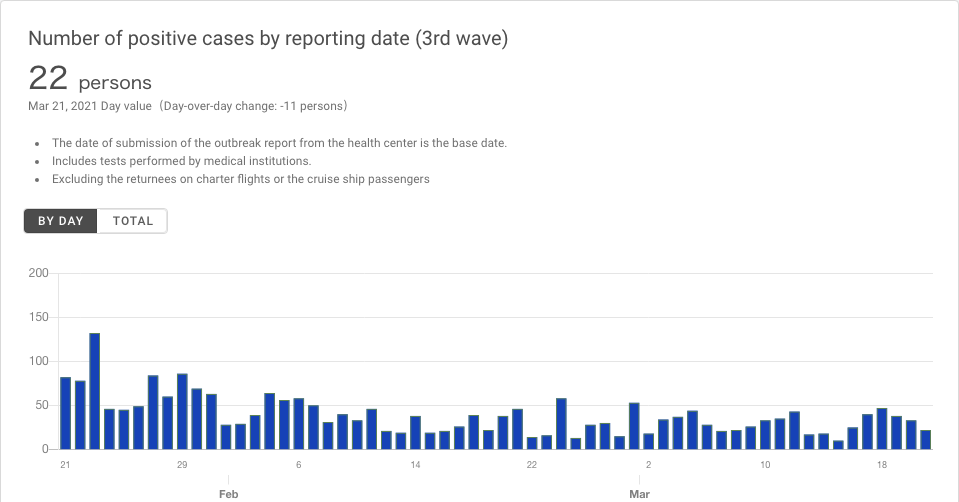 Number of positive cases by reporting date (3rd wave)
22 persons
Mar 21, 2021 Day value（Day-over-day change: -11 persons）
• The date of submission of the outbreak report from the health center is the base date.
• Includes tests performed by medical institutions.
• Excluding the returnees on charter flights or the cruise ship passengers
BY DAY TOTAL
200
150
100
50
0
21 29 6 14 22 2 10 18
Feb Mar